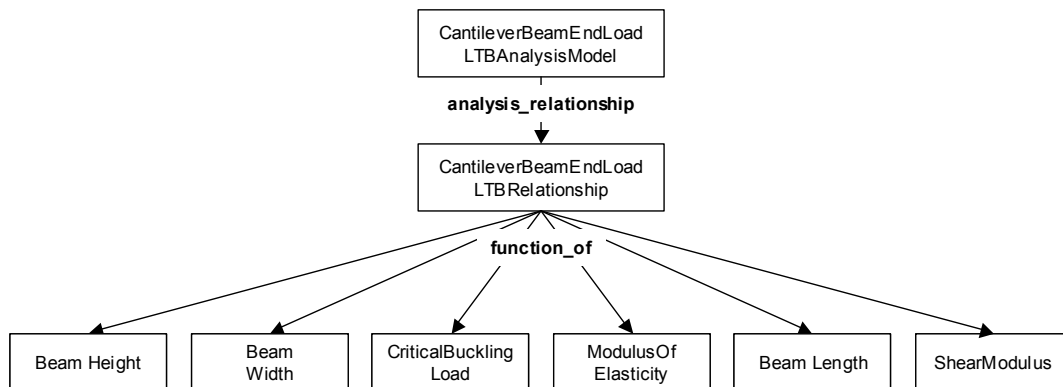 CantileverBeamEndLoad
LTBAnalysisModel
analysis_relationship
CantileverBeamEndLoad
LTBRelationship
function_of
Beam Height
Beam
Width
CriticalBuckling
Load
ModulusOf
Elasticity
Beam Length
ShearModulus